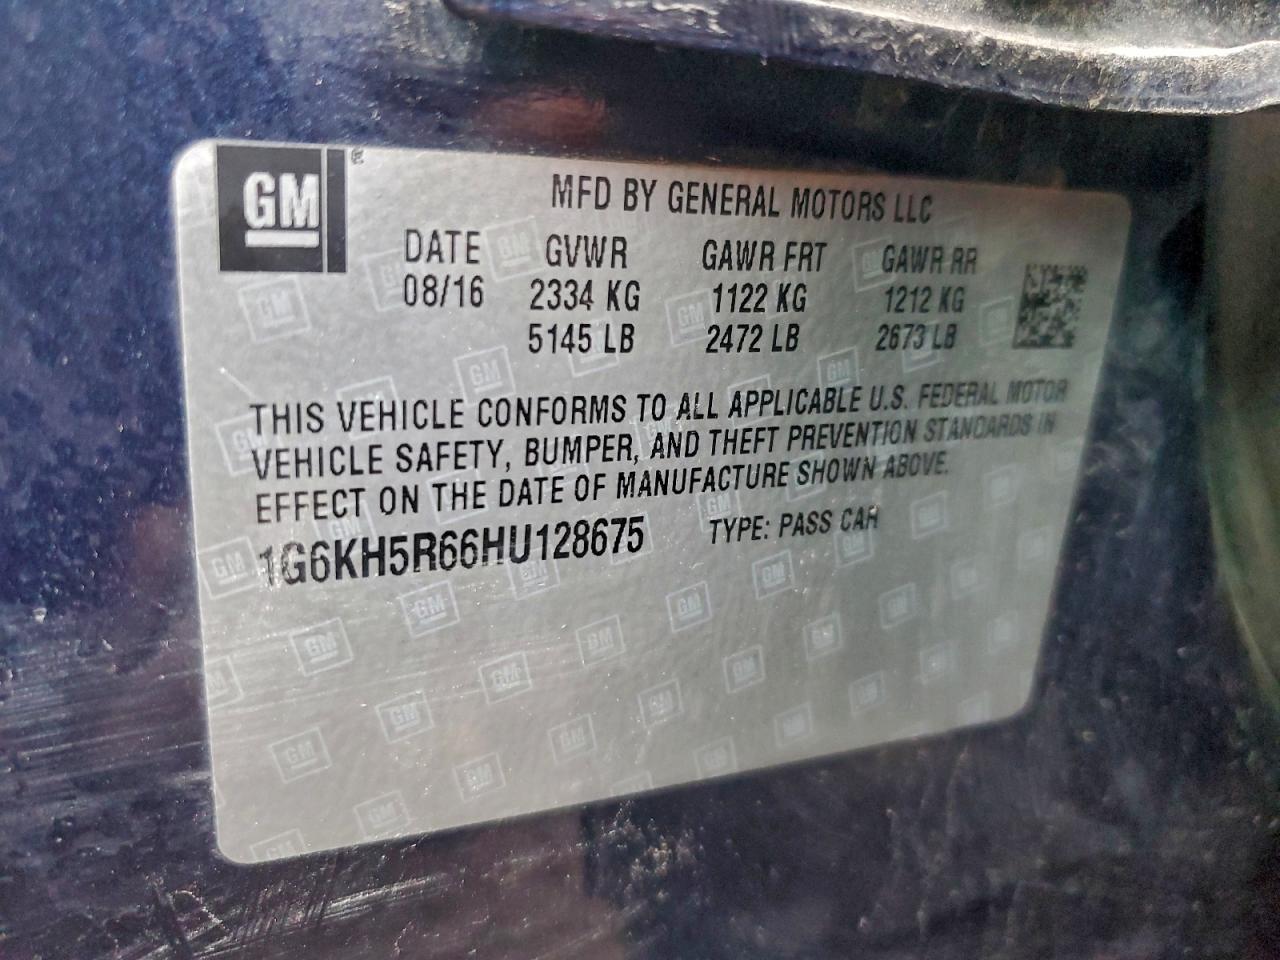 GM ®
MFD BY GENERAL MOTORS LLC
DATE GVWR GAWR FRT GAWR RR
08/16 2334 KG 1122 KG 1212 KG
5145 LB 2472 LB 2673 LB
THIS VEHICLE CONFORMS TO ALL APPLICABLE U.S. FEDERAL MOTOR
VEHICLE SAFETY, BUMPER, AND THEFT PREVENTION STANDARDS IN
EFFECT ON THE DATE OF MANUFACTURE SHOWN ABOVE.
1G6KH5R66HU128675 TYPE: PASS CAR